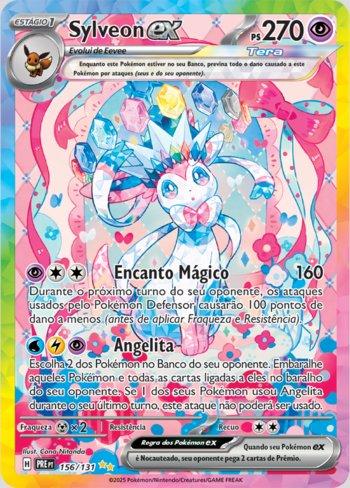 ESTÁGIO 1
Sylveon ex
PS 270
Evolui de Eevee
Tera
Enquanto este Pokémon estiver no seu Banco, previna todo o dano causado a este
Pokémon por ataques (seus e do seu oponente).
Encanto Mágico 160
Durante o próximo turno do seu oponente, os ataques
usados pelo Pokémon Defensor causarão 100 pontos de
dano a menos (antes de aplicar Fraqueza e Resistência).
Angelita
Escolha 2 dos Pokémon no Banco do seu oponente. Embaralhe
aqueles Pokémon e todas as cartas ligadas a eles no baralho
do seu oponente. Se 1 dos seus Pokémon usou Angelita
durante o seu último turno, este ataque não poderá ser usado.
Fraqueza ×2 Resistência Recuo
Ilust. Cona Nitanda
H PRE PT 156/131
Regra dos Pokémon ex
Quando seu Pokémon ex
é Nocauteado, seu oponente pega 2 cartas de Prêmio.
©2025 Pokémon/Nintendo/Creatures/GAME FREAK